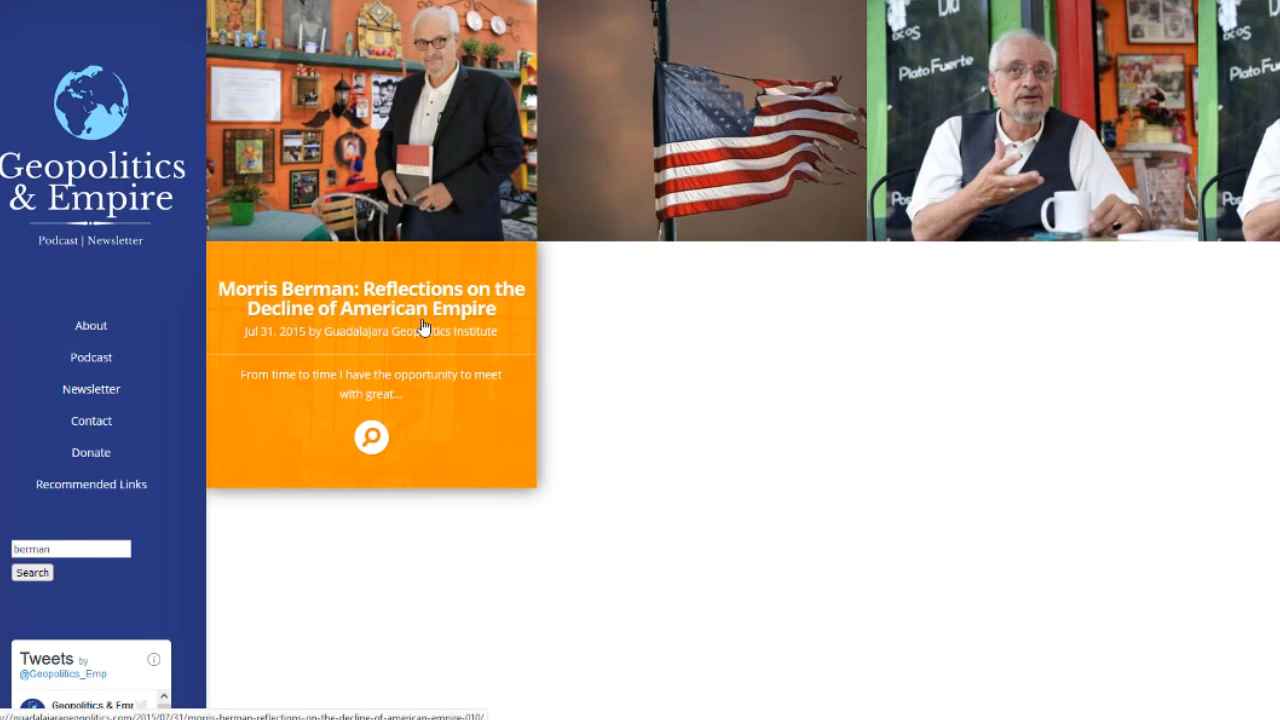 Geopolitics
& Empire
Podcast | Newsletter
About
Podcast
Newsletter
Contact
Donate
Recommended Links
berman
Search
Tweets by
@Geopolitics_Emp
Geopolitics & Emp
Plato Fuerte
Morris Berman: Reflections on the
Decline of American Empire
Jul 31. 2015 by Guadalajara Geopolitics Institute
From time to time I have the opportunity to meet
with great...
s://guadalajarageopolitics.com/2015/07/31/morris-berman-reflections-on-the-decline-of-american-empire-010/